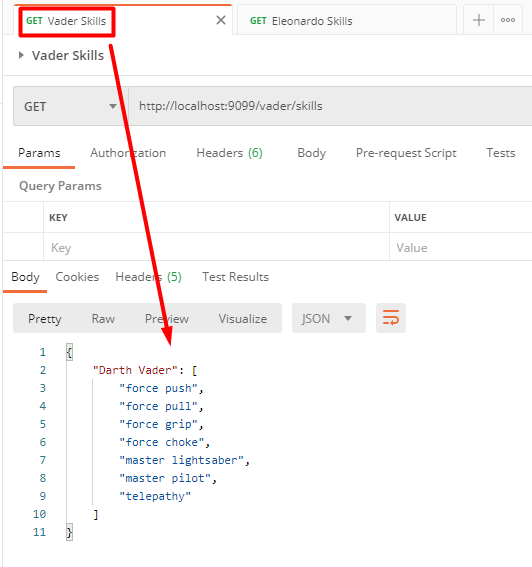 GET Vader Skills
GET Eleonardo Skills
Vader Skills
GET http://localhost:9099/vader/skills
Params Authorization Headers (6) Body Pre-request Script Tests
Query Params
KEY VALUE
Key Value
Body Cookies Headers (5) Test Results
Pretty Raw Preview Visualize JSON
1 {
2 "Darth Vader": [
3 "force push",
4 "force pull",
5 "force grip",
6 "force choke",
7 "master lightsaber",
8 "master pilot",
9 "telepathy"
10 ]
11 }